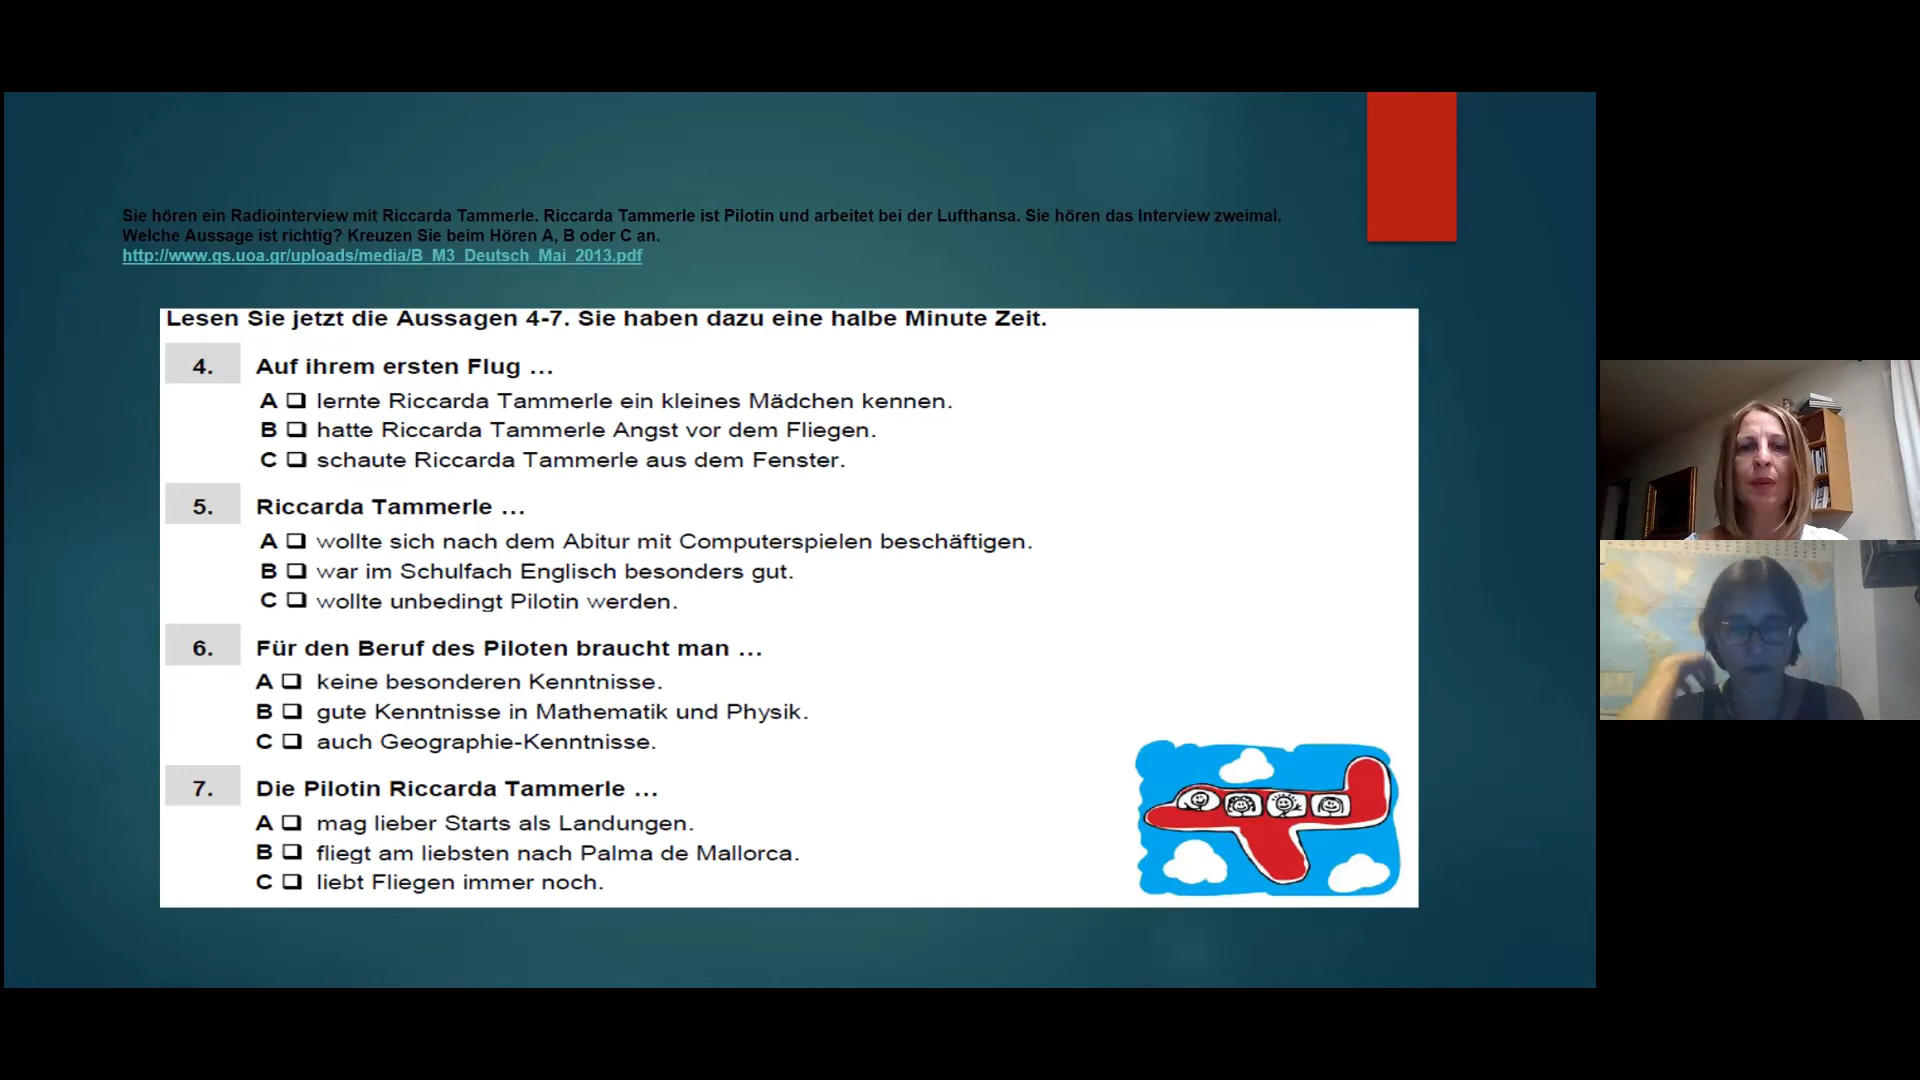 Sie hören ein Radiointerview mit Riccarda Tammerle. Riccarda Tammerle ist Pilotin und arbeitet bei der Lufthansa. Sie hören das Interview zweimal.
Welche Aussage ist richtig? Kreuzen Sie beim Hören A, B oder C an.
http://www.gs.uoa.gr/uploads/media/B_M3_Deutsch_Mai_2013.pdf
Lesen Sie jetzt die Aussagen 4-7. Sie haben dazu eine halbe Minute Zeit.
4. Auf ihrem ersten Flug …
A ❑ lernte Riccarda Tammerle ein kleines Mädchen kennen.
B ❑ hatte Riccarda Tammerle Angst vor dem Fliegen.
C ❑ schaute Riccarda Tammerle aus dem Fenster.
5. Riccarda Tammerle …
A ❑ wollte sich nach dem Abitur mit Computerspielen beschäftigen.
B ❑ war im Schulfach Englisch besonders gut.
C ❑ wollte unbedingt Pilotin werden.
6. Für den Beruf des Piloten braucht man …
A ❑ keine besonderen Kenntnisse.
B ❑ gute Kenntnisse in Mathematik und Physik.
C ❑ auch Geographie-Kenntnisse.
7. Die Pilotin Riccarda Tammerle …
A ❑ mag lieber Starts als Landungen.
B ❑ fliegt am liebsten nach Palma de Mallorca.
C ❑ liebt Fliegen immer noch.